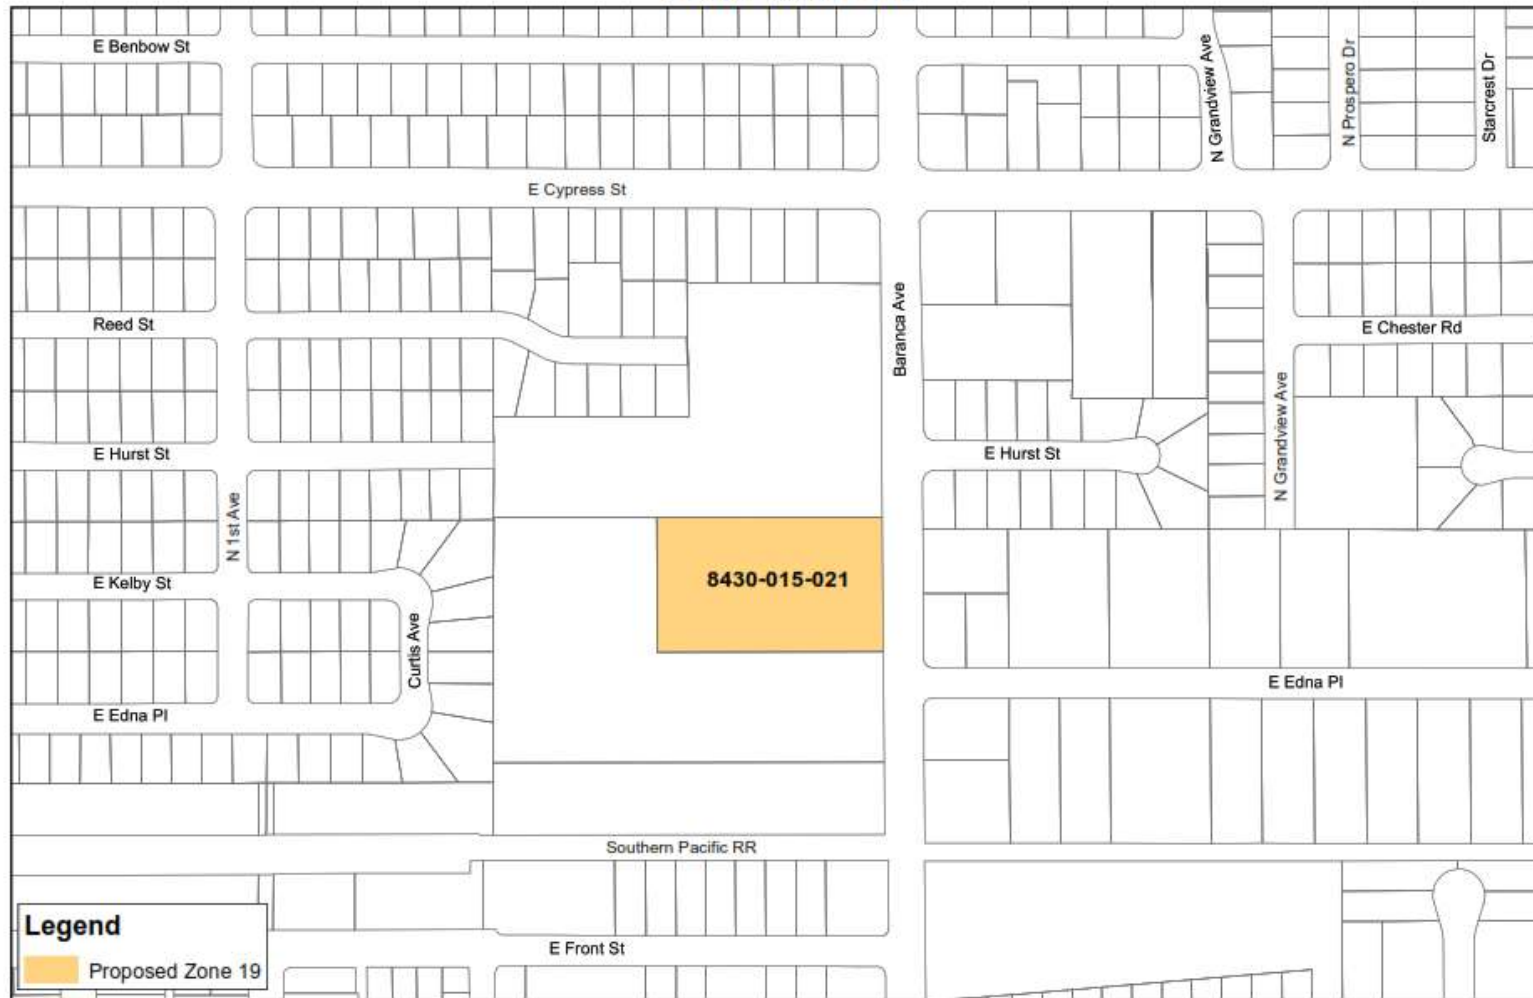 E Benbow St
N Grandview Ave
N Prospero Dr
Starcrest Dr
E Cypress St
Reed St
Baranca Ave
E Chester Rd
E Hurst St
E Hurst St
N Grandview Ave
N 1st Ave
E Kelby St
8430-015-021
Curtis Ave
E Edna Pl
E Edna Pl
Southern Pacific RR
E Front St
Legend
Proposed Zone 19